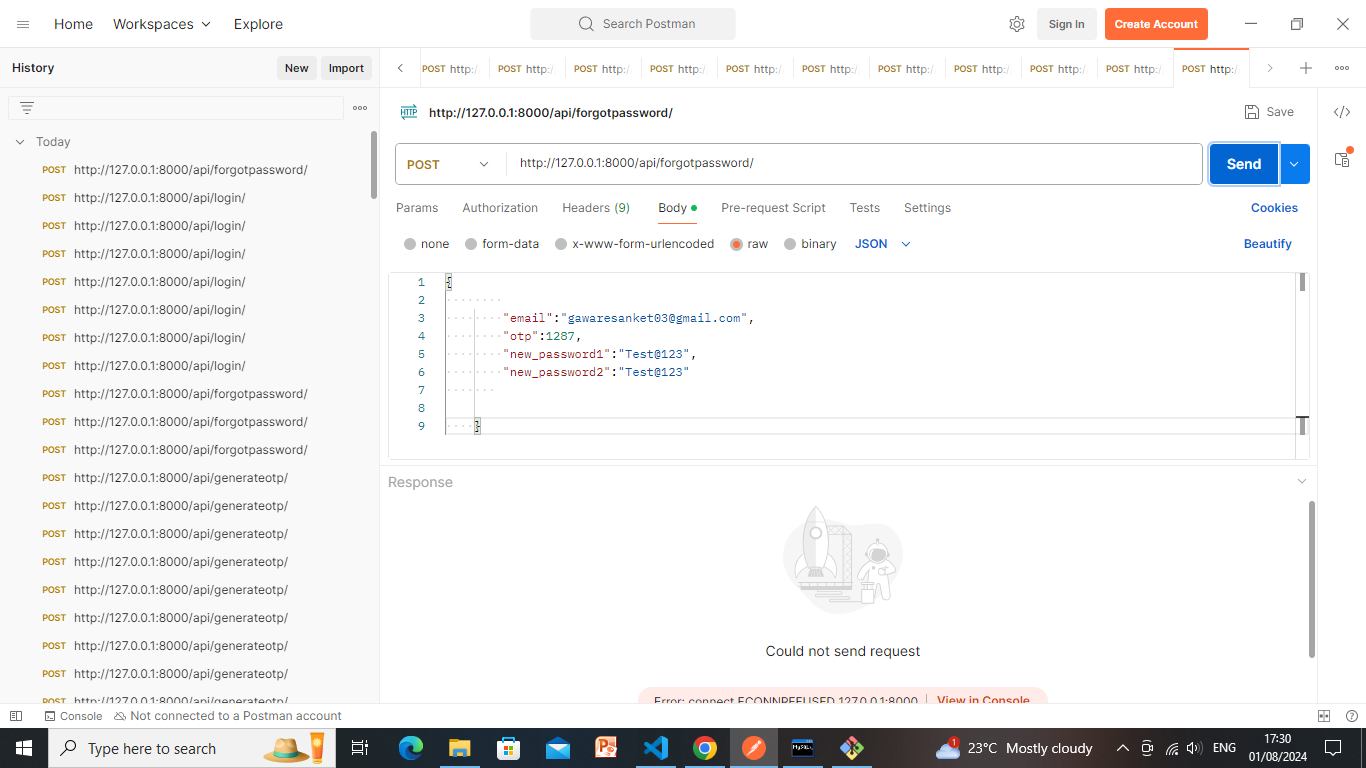 Home Workspaces Explore Search Postman Sign In Create Account
History New Import
POST http:/ POST http:/ POST http:/ POST http:/ POST http:/ POST http:/ POST http:/ POST http:/ POST http:/ POST http:/ POST http:/
HTTP http://127.0.0.1:8000/api/forgotpassword/ Save
Today
POST http://127.0.0.1:8000/api/forgotpassword/
POST http://127.0.0.1:8000/api/login/
POST http://127.0.0.1:8000/api/login/
POST http://127.0.0.1:8000/api/login/
POST http://127.0.0.1:8000/api/login/
POST http://127.0.0.1:8000/api/login/
POST http://127.0.0.1:8000/api/login/
POST http://127.0.0.1:8000/api/login/
POST http://127.0.0.1:8000/api/forgotpassword/
POST http://127.0.0.1:8000/api/forgotpassword/
POST http://127.0.0.1:8000/api/forgotpassword/
POST http://127.0.0.1:8000/api/generateotp/
POST http://127.0.0.1:8000/api/generateotp/
POST http://127.0.0.1:8000/api/generateotp/
POST http://127.0.0.1:8000/api/generateotp/
POST http://127.0.0.1:8000/api/generateotp/
POST http://127.0.0.1:8000/api/generateotp/
POST http://127.0.0.1:8000/api/generateotp/
POST http://127.0.0.1:8000/api/generateotp/
POST http://127.0.0.1:8000/api/generateotp/
POST http://127.0.0.1:8000/api/forgotpassword/ Send
Params Authorization Headers (9) Body Pre-request Script Tests Settings Cookies
none form-data x-www-form-urlencoded raw binary JSON Beautify
1 {
2
3 "email":"gawaresanket03@gmail.com",
4 "otp":1287,
5 "new_password1":"Test@123",
6 "new_password2":"Test@123"
7
8
9 }
Response
Could not send request
Error: connect ECONNREFUSED 127.0.0.1:8000 View in Console
Console Not connected to a Postman account
Type here to search
MySQL
1 23°C Mostly cloudy ENG 17:30
01/08/2024